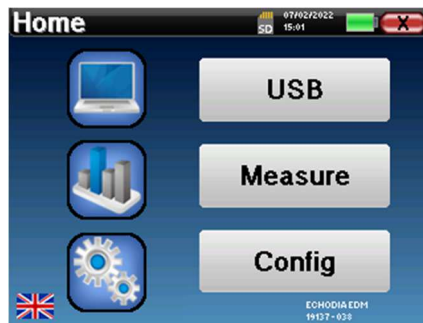 Home
SD
07/02/2022
15:01
X
USB
Measure
Config
ECHODIA EDM
19137-038